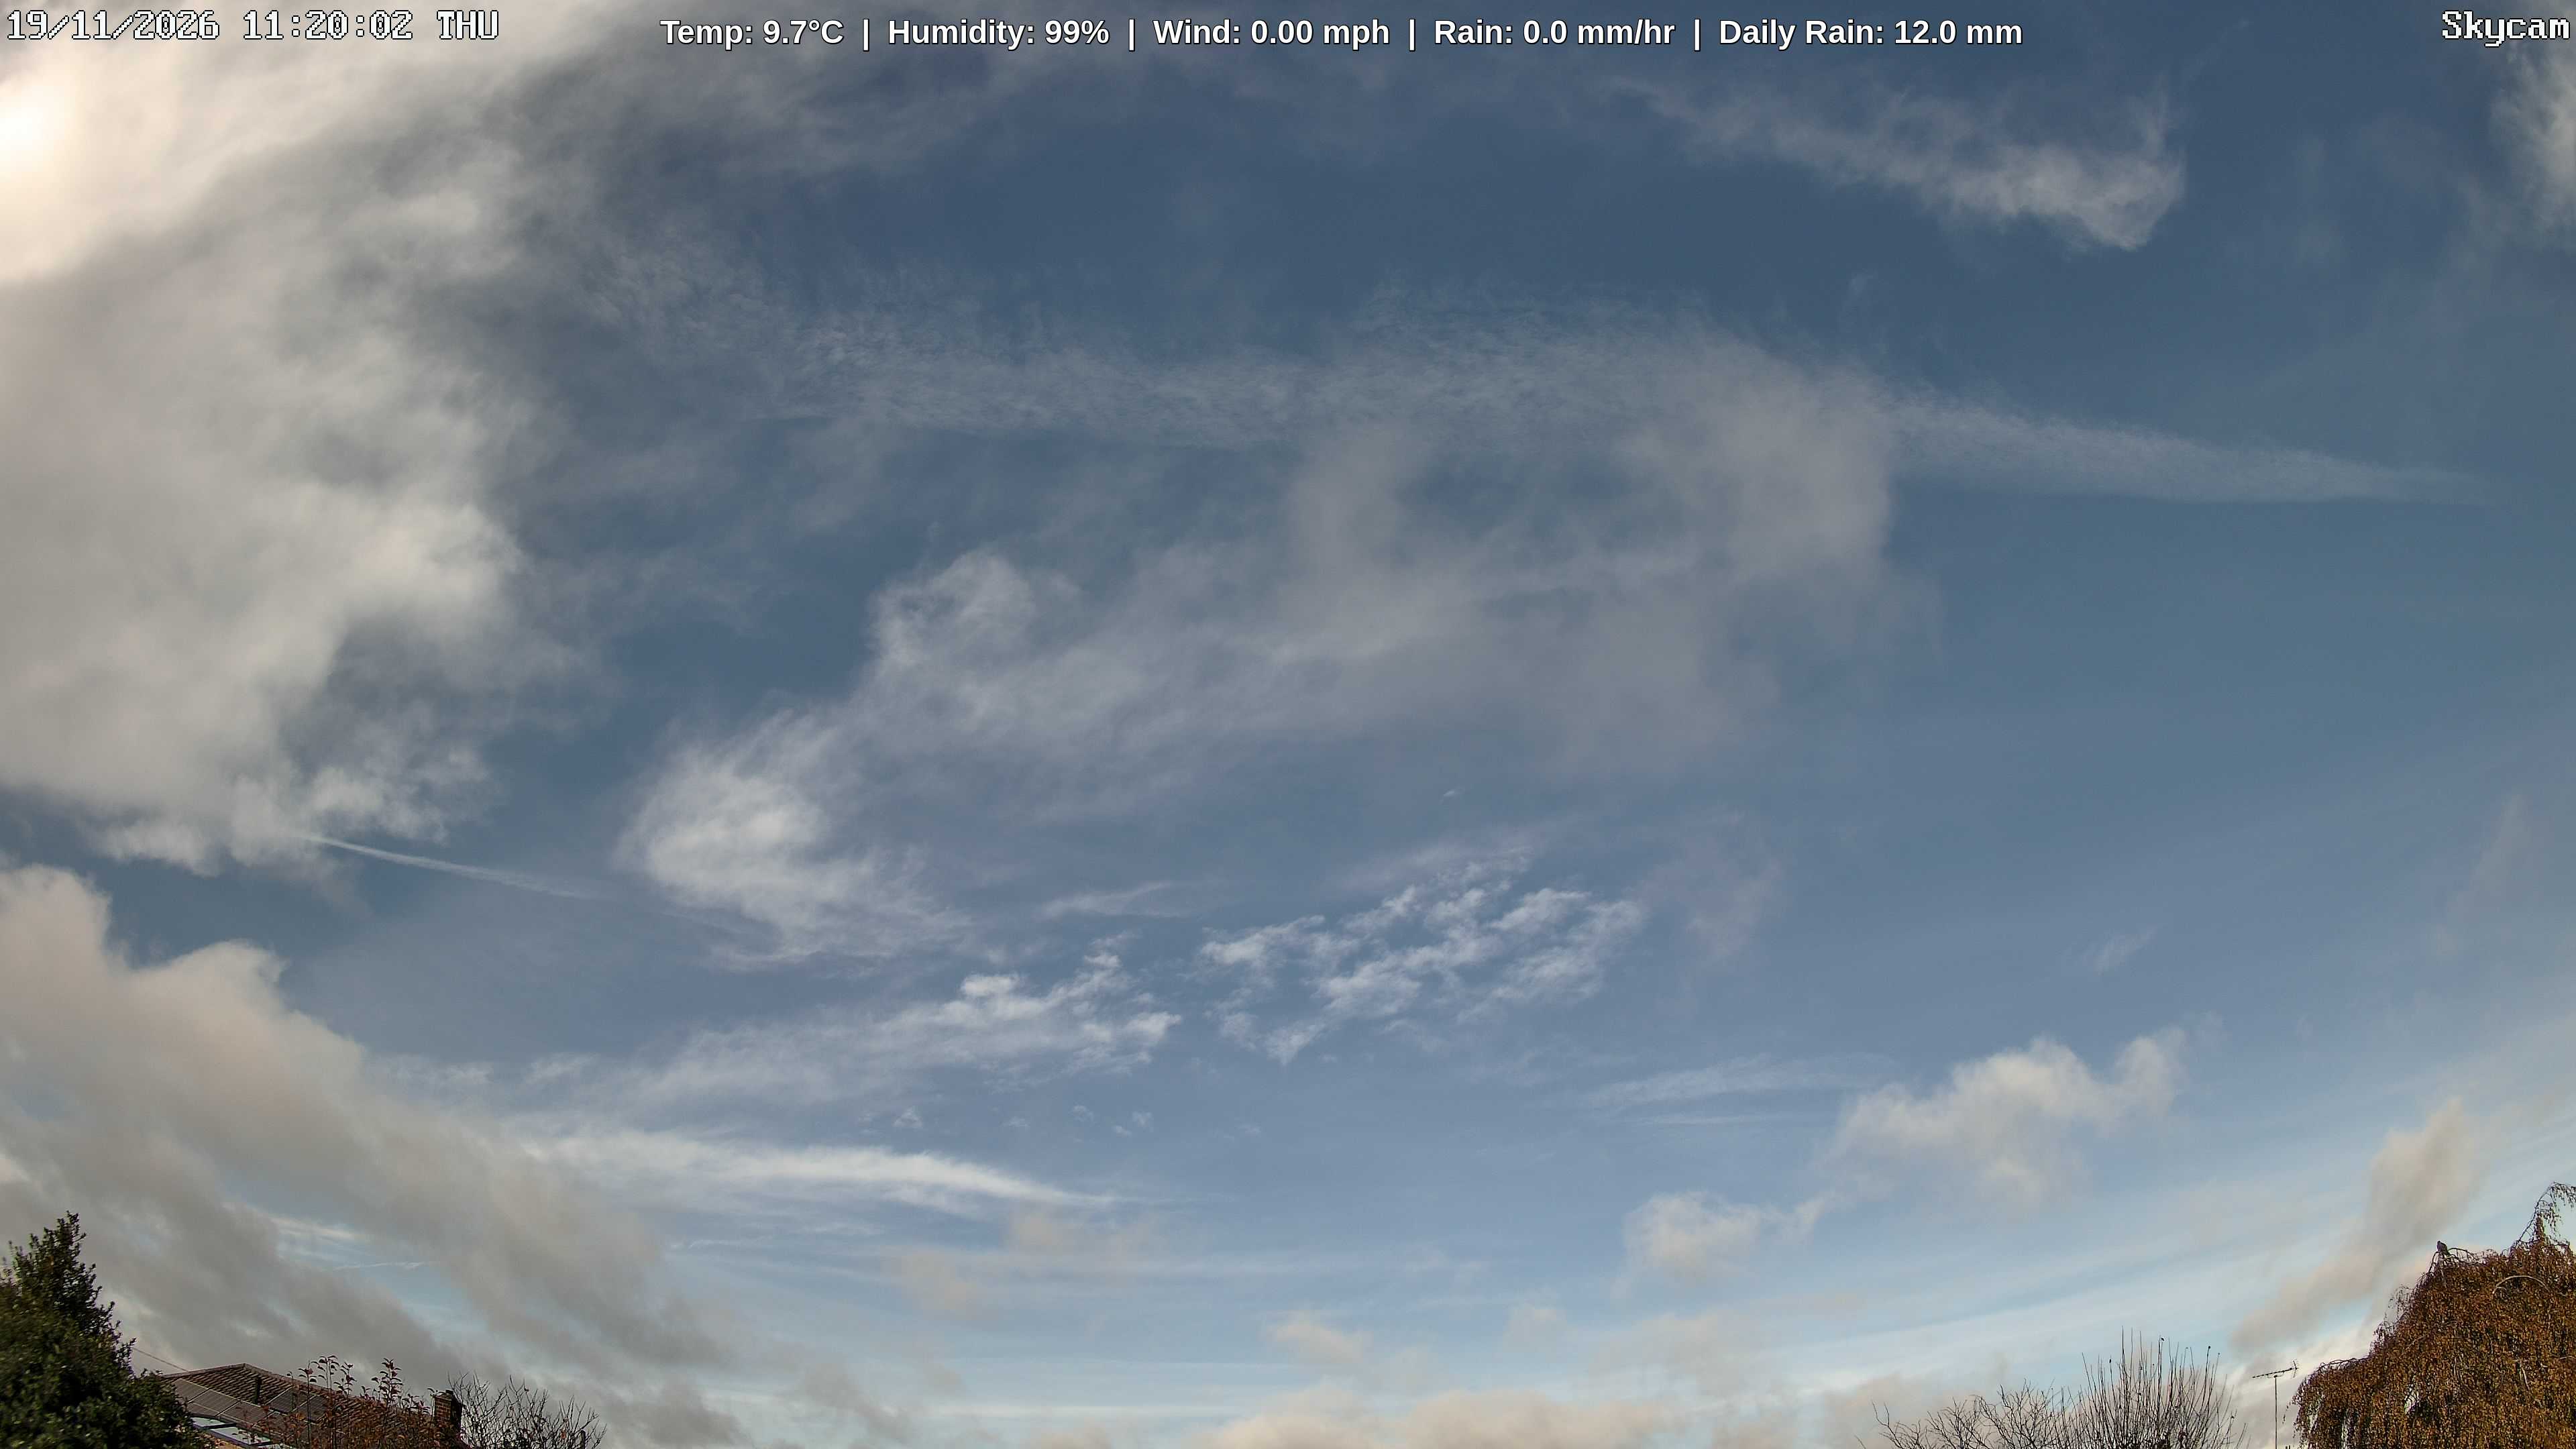 19/11/2026 11:20:02 THU
Temp: 9.7°C | Humidity: 99% | Wind: 0.00 mph | Rain: 0.0 mm/hr | Daily Rain: 12.0 mm
Skycam